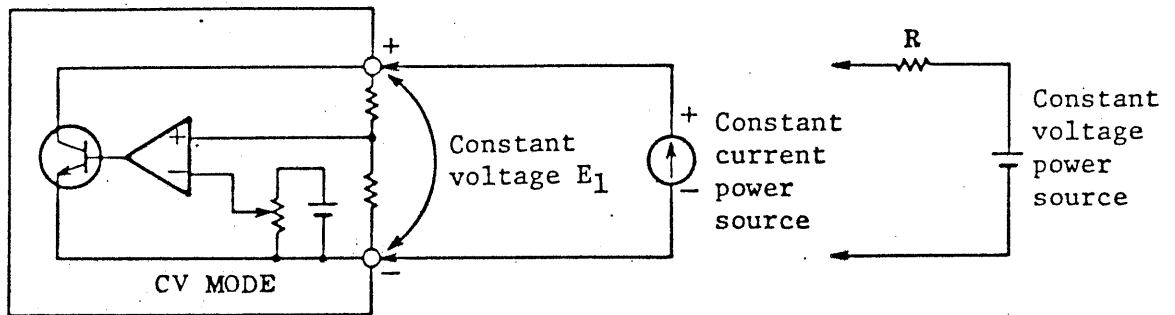 +
+
−
Constant
voltage E₁
−
CV MODE
+
−
Constant
current
power
source
R
Constant
voltage
power
source